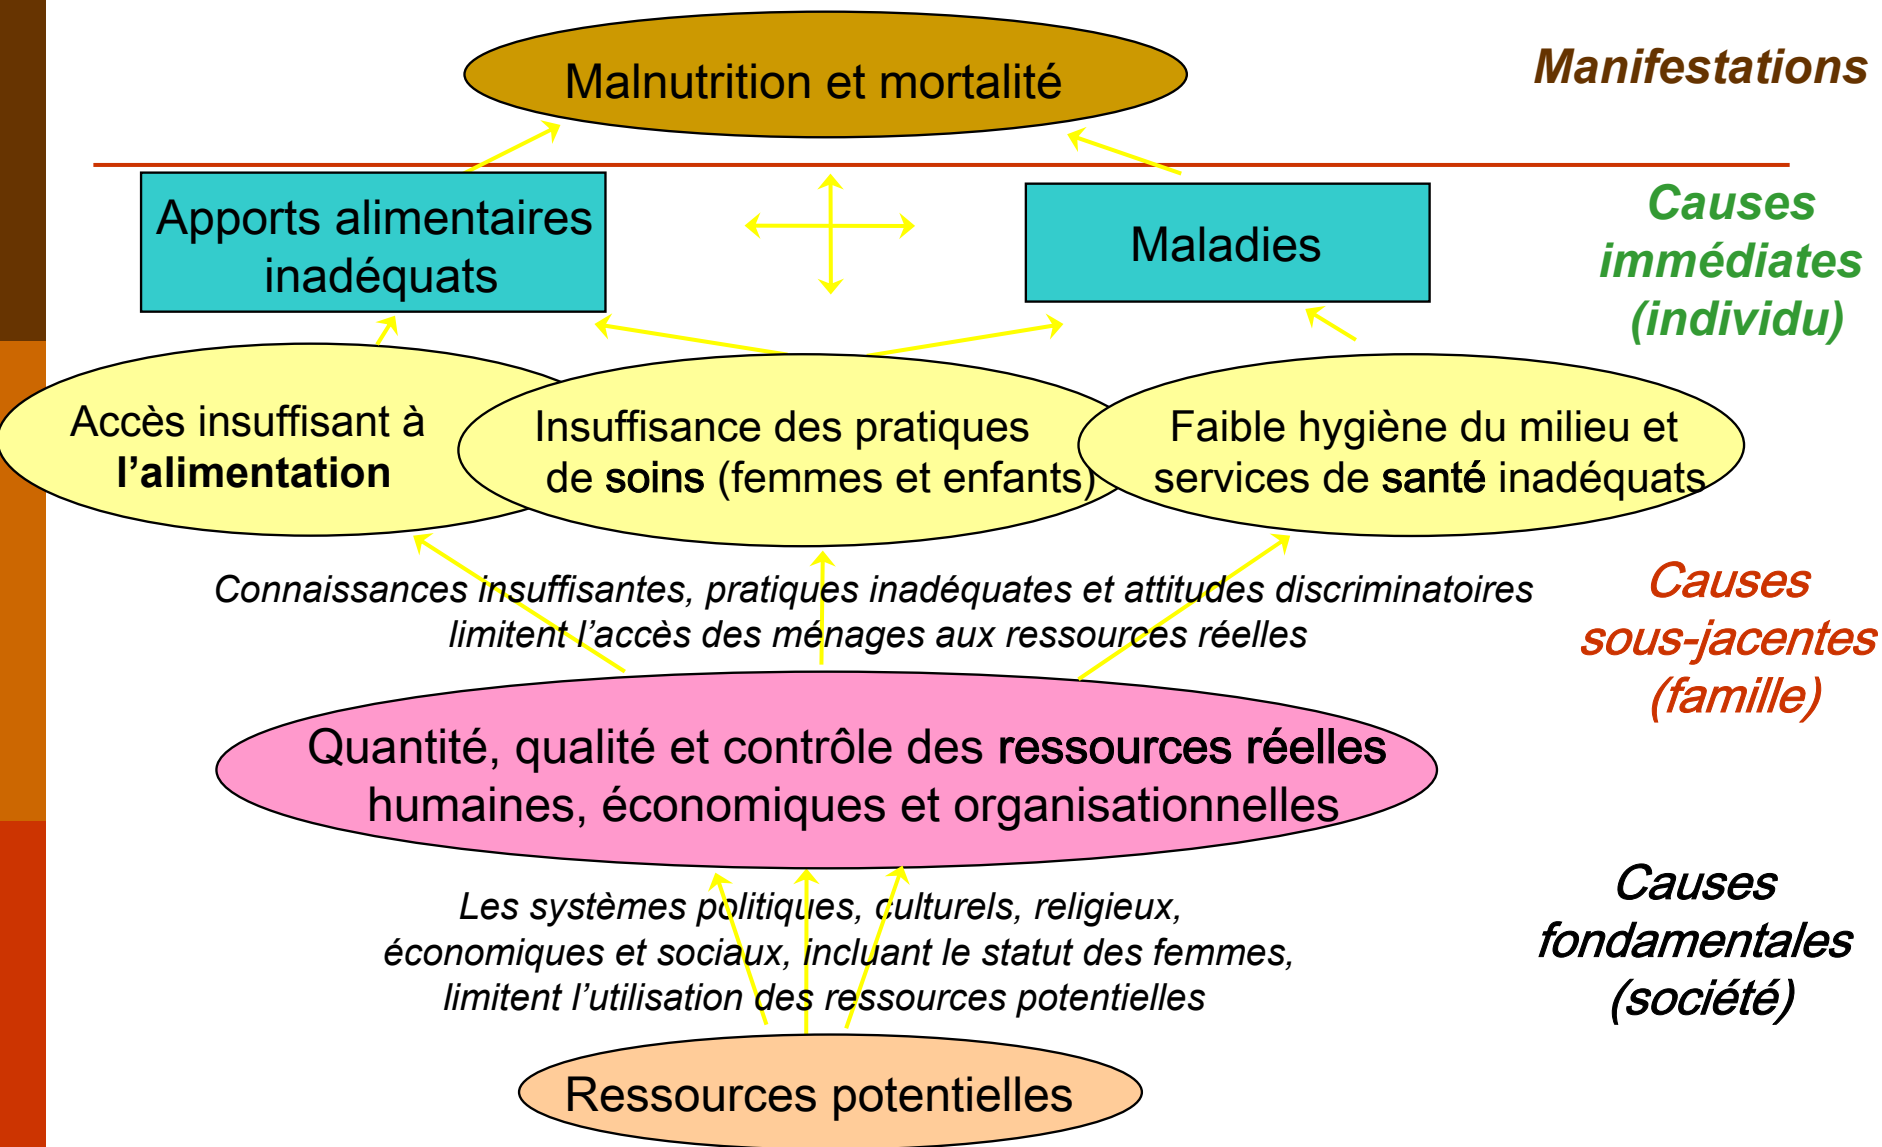 Malnutrition et mortalité
Manifestations
Apports alimentaires
inadéquats
Maladies
Causes
immédiates
(individu)
Accès insuffisant à
l’alimentation
Insuffisance des pratiques
de soins (femmes et enfants)
Faible hygiène du milieu et
services de santé inadéquats
Connaissances insuffisantes, pratiques inadéquates et attitudes discriminatoires
limitent l’accès des ménages aux ressources réelles
Causes
sous-jacentes
(famille)
Quantité, qualité et contrôle des ressources réelles
humaines, économiques et organisationnelles
Les systèmes politiques, culturels, religieux,
économiques et sociaux, incluant le statut des femmes,
limitent l’utilisation des ressources potentielles
Causes
fondamentales
(société)
Ressources potentielles